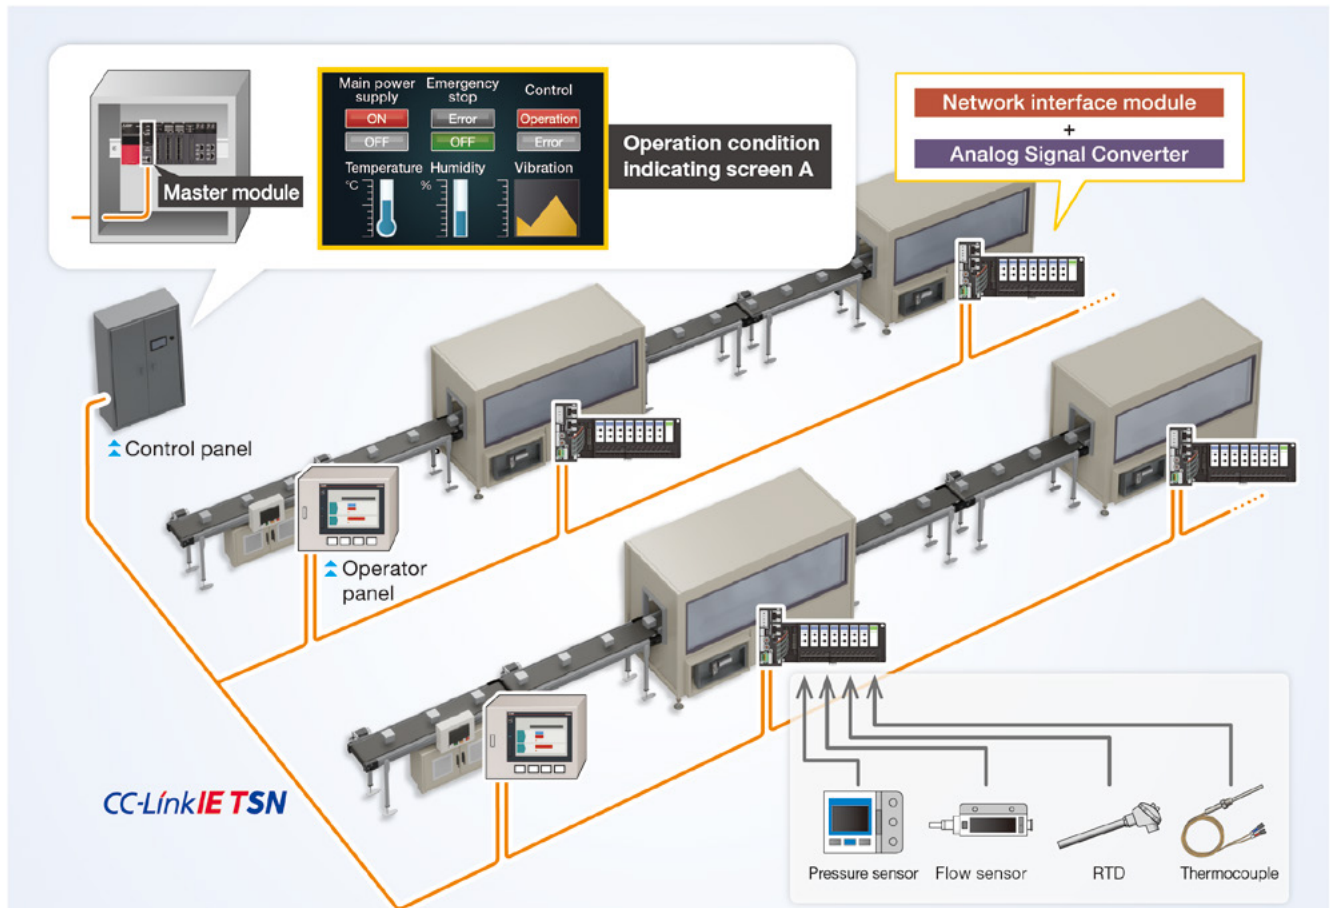 Main power
supply
ON
OFF
Emergency
stop
Error
OFF
Control
Operation
Error
Temperature
°C
Humidity
%
Vibration
Master module
Operation condition
indicating screen A
Network interface module
+
Analog Signal Converter
Control panel
Operator
panel
CC-Link IE TSN
Pressure sensor
Flow sensor
RTD
Thermocouple